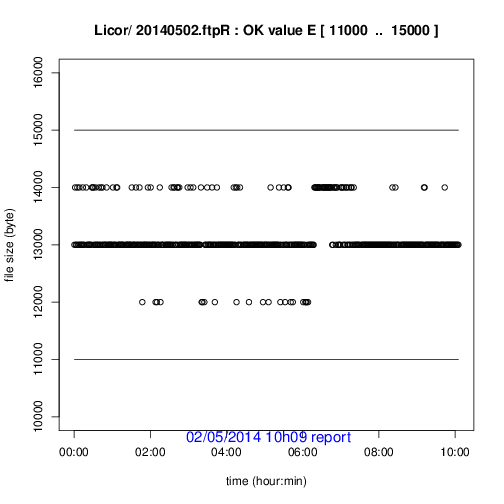 Licor/ 20140502.ftpR : OK value E [ 11000 .. 15000 ]
16000
15000
14000
13000
12000
11000
10000
file size (byte)
00:00 02:00 04:00 06:00 08:00 10:00
02/05/2014 10h09 report
time (hour:min)